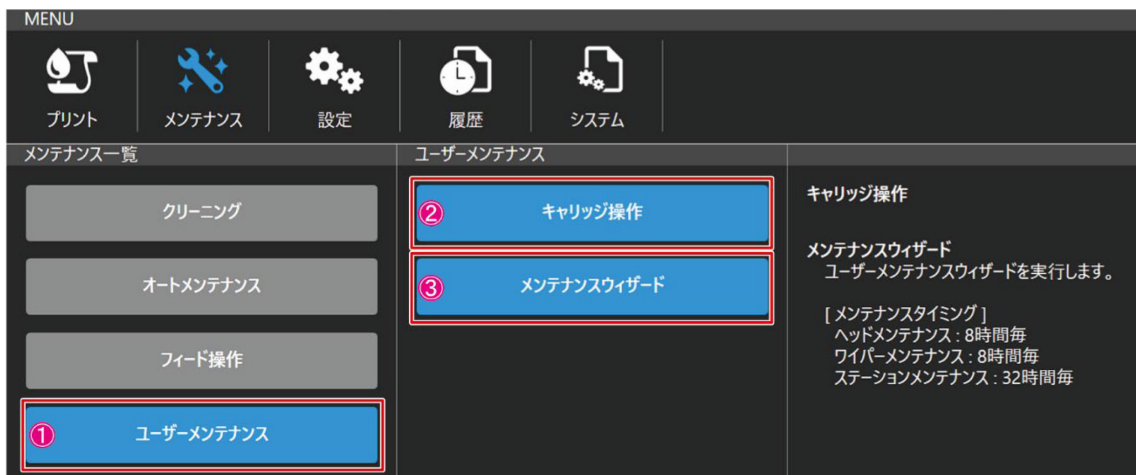 MENU
プリント
メンテナンス
設定
履歴
システム
メンテナンス一覧
クリーニング
オートメンテナンス
フィード操作
① ユーザーメンテナンス
ユーザーメンテナンス
② キャリッジ操作
③ メンテナンスウィザード
キャリッジ操作
メンテナンスウィザード
ユーザーメンテナンスウィザードを実行します。
[ メンテナンスタイミング ]
ヘッドメンテナンス : 8時間毎
ワイパーメンテナンス : 8時間毎
ステーションメンテナンス : 32時間毎